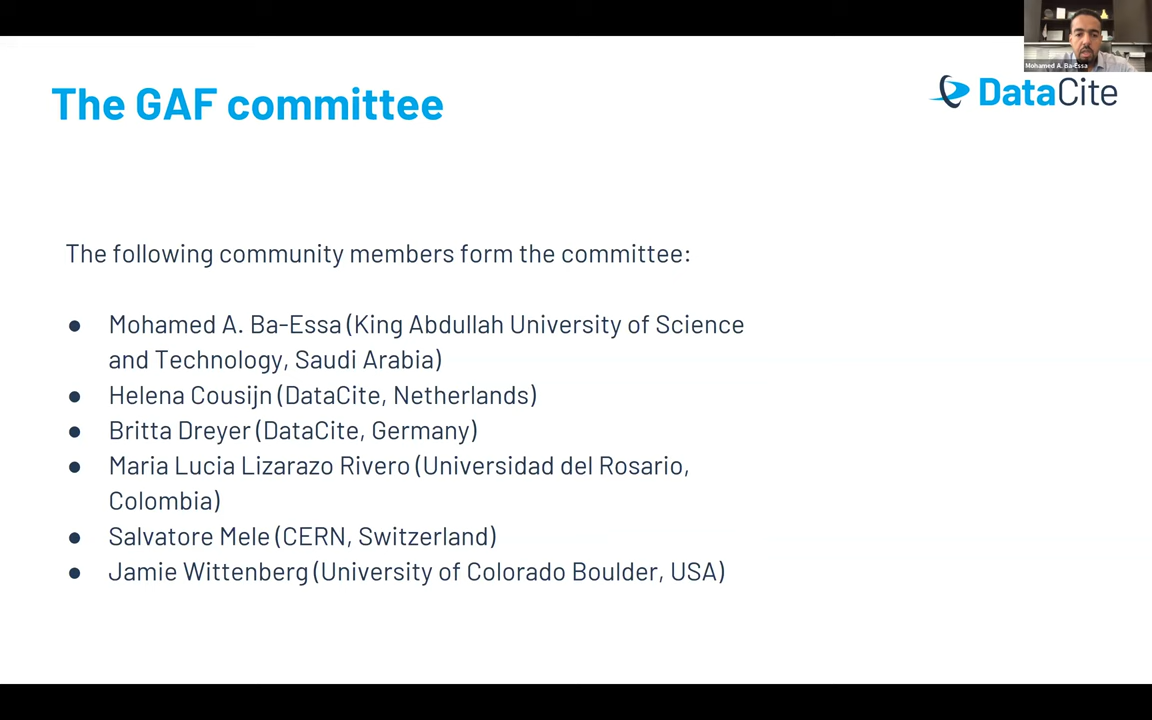 Mohamed A. Ba-Essa
The GAF committee
DataCite
The following community members form the committee:
● Mohamed A. Ba-Essa (King Abdullah University of Science
and Technology, Saudi Arabia)
● Helena Cousijn (DataCite, Netherlands)
● Britta Dreyer (DataCite, Germany)
● Maria Lucia Lizarazo Rivero (Universidad del Rosario,
Colombia)
● Salvatore Mele (CERN, Switzerland)
● Jamie Wittenberg (University of Colorado Boulder, USA)